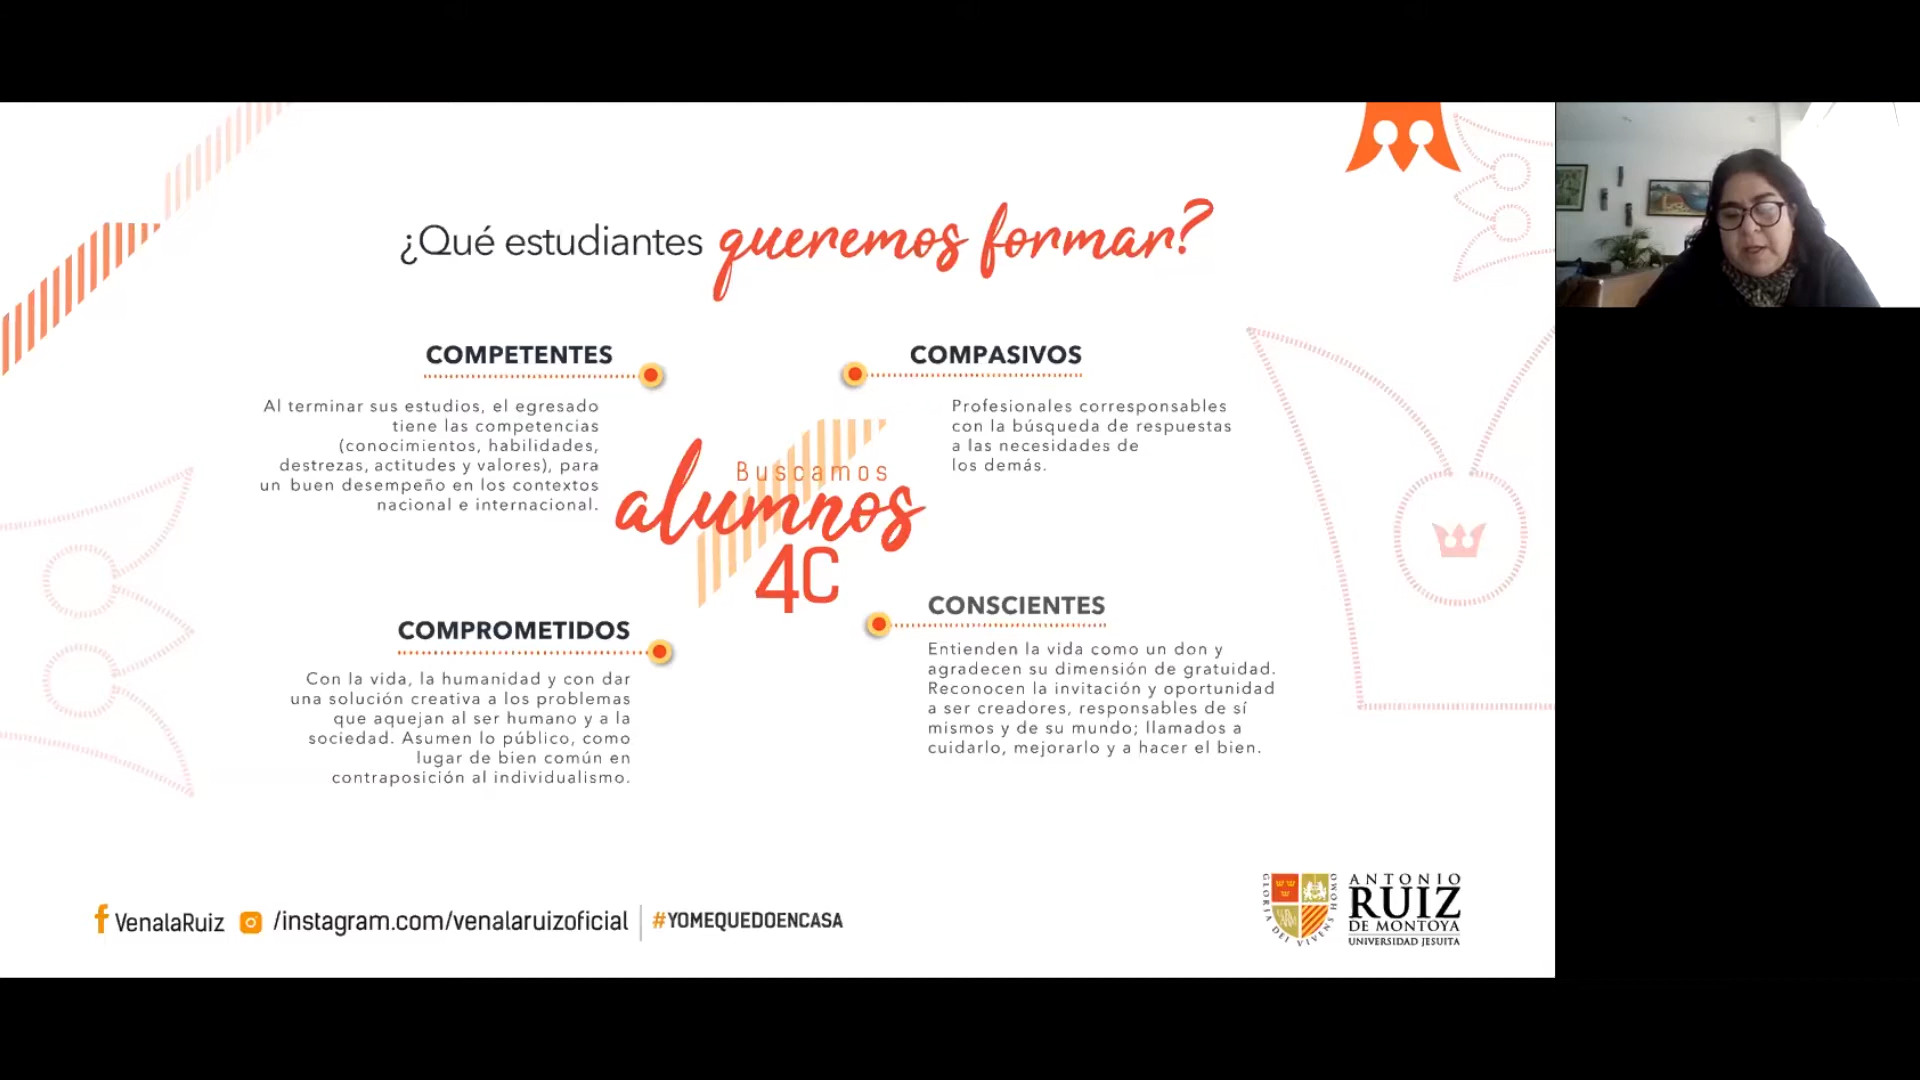 ¿Qué estudiantes queremos formar?
COMPETENTES
Al terminar sus estudios, el egresado
tiene las competencias
(conocimientos, habilidades,
destrezas, actitudes y valores), para
un buen desempeño en los contextos
nacional e internacional.
COMPASIVOS
Profesionales corresponsables
con la búsqueda de respuestas
a las necesidades de
los demás.
Buscamos
alumnos
4C
COMPROMETIDOS
Con la vida, la humanidad y con dar
una solución creativa a los problemas
que aquejan al ser humano y a la
sociedad. Asumen lo público, como
lugar de bien común en
contraposición al individualismo.
CONSCIENTES
Entienden la vida como un don y
agradecen su dimensión de gratuidad.
Reconocen la invitación y oportunidad
a ser creadores, responsables de sí
mismos y de su mundo; llamados a
cuidarlo, mejorarlo y a hacer el bien.
VenalaRuiz /instagram.com/venalaruizoficial #YOMEQUEDOENCASA
GLORIA DEI VIVENS HOMO
ANTONIO
RUIZ
DE MONTOYA
UNIVERSIDAD JESUITA